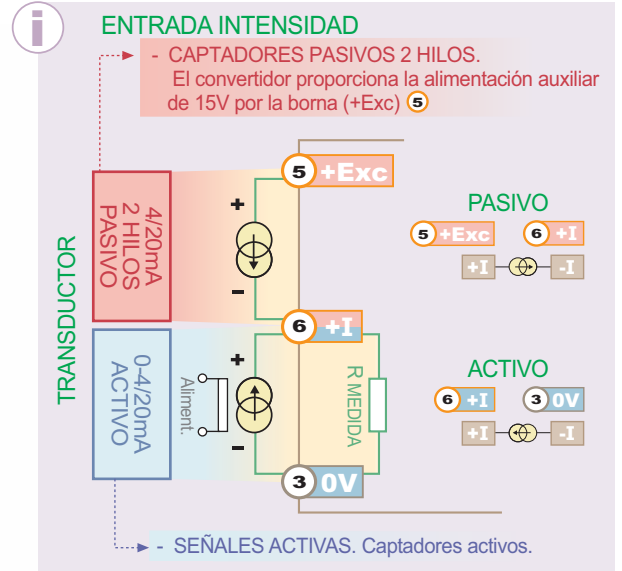 i
ENTRADA INTENSIDAD
- CAPTADORES PASIVOS 2 HILOS.
El convertidor proporciona la alimentación auxiliar
de 15V por la borna (+Exc) 5
TRANSDUCTOR
4/20mA
2 HILOS
PASIVO
+
-
5 +Exc
6 +I
0-4/20mA
ACTIVO
Aliment.
+
-
R MEDIDA
3 0V
PASIVO
5 +Exc 6 +I
+I -I
ACTIVO
6 +I 3 0V
+I -I
- SEÑALES ACTIVAS. Captadores activos.